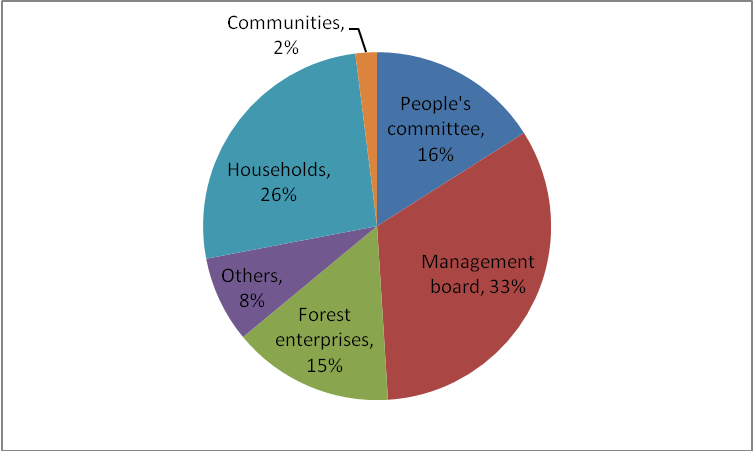 Communities,
2%
People's
committee,
16%
Management
board, 33%
Forest
enterprises,
15%
Others,
8%
Households,
26%